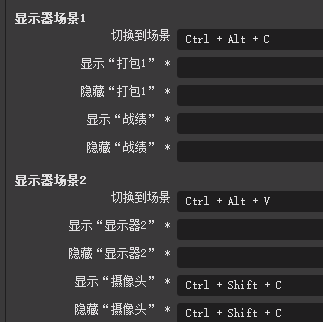 显示器场景1
切换到场景 Ctrl + Alt + C
显示“打包1” *
隐藏“打包1” *
显示“战绩” *
隐藏“战绩” *
显示器场景2
切换到场景 Ctrl + Alt + V
显示“显示器2” *
隐藏“显示器2” *
显示“摄像头” * Ctrl + Shift + C
隐藏“摄像头” * Ctrl + Shift + C